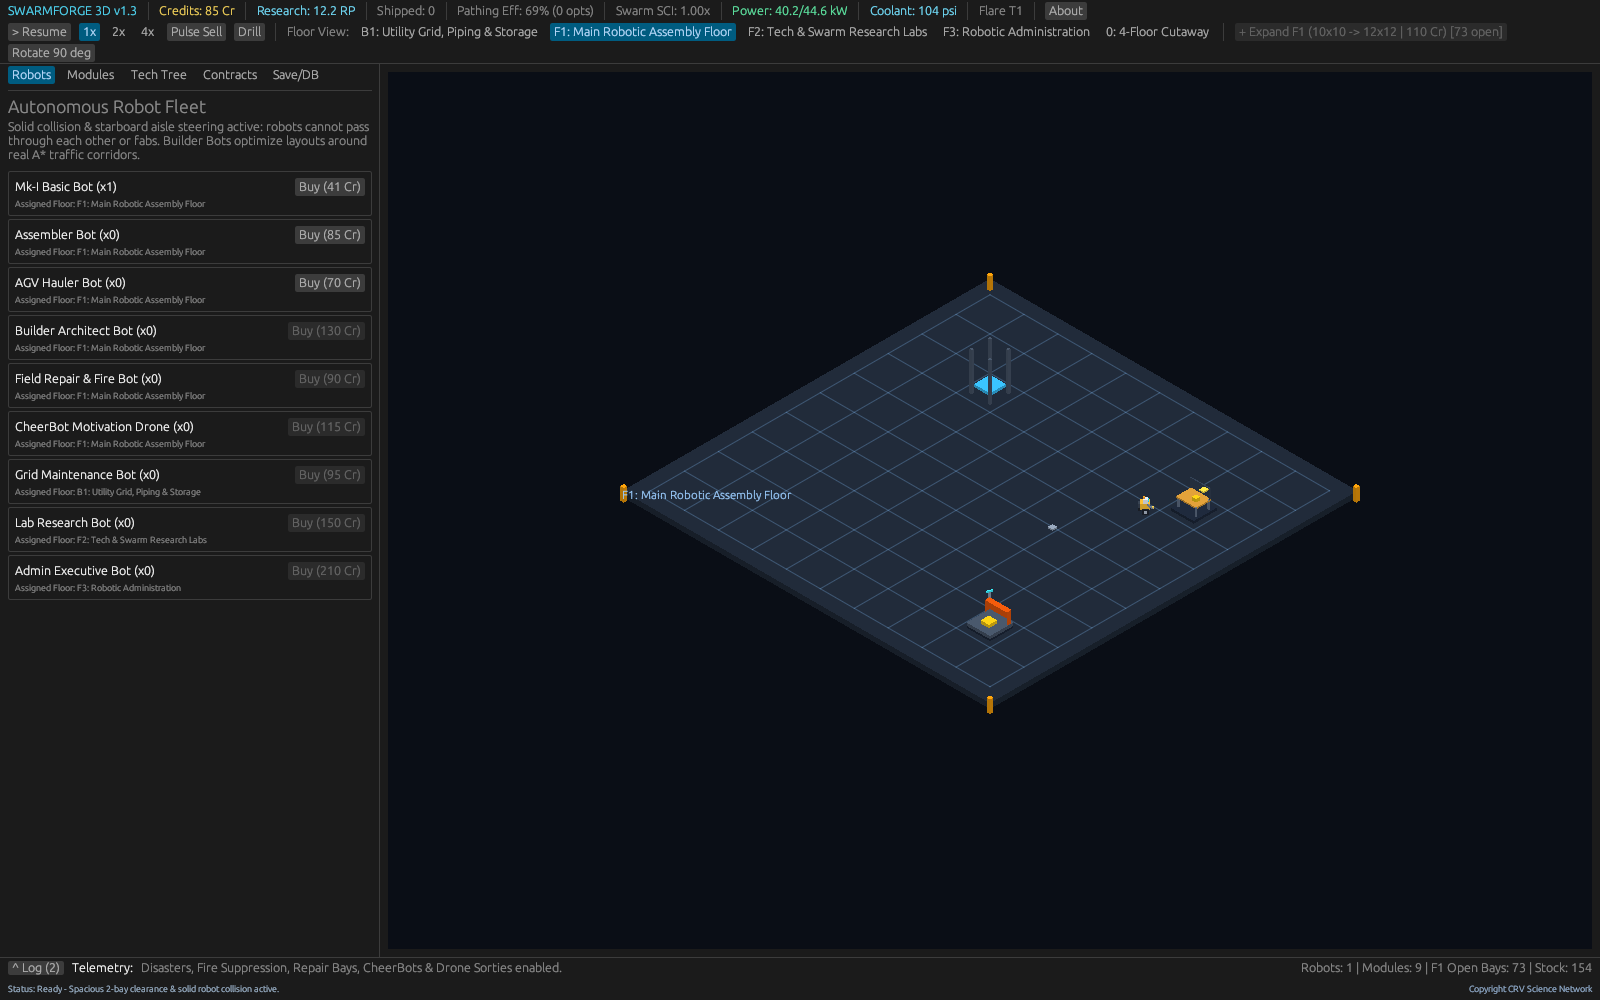 SWARMFORGE 3D v1.3 Credits: 85 Cr Research: 12.2 RP Shipped: 0 Pathing Eff: 69% (0 opts) Swarm SCI: 1.00x Power: 40.2/44.6 kW Coolant: 104 psi Flare T1 About
> Resume 1x 2x 4x Pulse Sell Drill Floor View: B1: Utility Grid, Piping & Storage F1: Main Robotic Assembly Floor F2: Tech & Swarm Research Labs F3: Robotic Administration 0: 4-Floor Cutaway + Expand F1 (10x10 -> 12x12 | 110 Cr) [73 open]
Rotate 90 deg
Robots Modules Tech Tree Contracts Save/DB
Autonomous Robot Fleet
Solid collision & starboard aisle steering active: robots cannot pass
through each other or fabs. Builder Bots optimize layouts around
real A* traffic corridors.
Mk-I Basic Bot (x1) Buy (41 Cr)
Assigned Floor: F1: Main Robotic Assembly Floor
Assembler Bot (x0) Buy (85 Cr)
Assigned Floor: F1: Main Robotic Assembly Floor
AGV Hauler Bot (x0) Buy (70 Cr)
Assigned Floor: F1: Main Robotic Assembly Floor
Builder Architect Bot (x0) Buy (130 Cr)
Assigned Floor: F1: Main Robotic Assembly Floor
Field Repair & Fire Bot (x0) Buy (90 Cr)
Assigned Floor: F1: Main Robotic Assembly Floor
CheerBot Motivation Drone (x0) Buy (115 Cr)
Assigned Floor: F1: Main Robotic Assembly Floor
Grid Maintenance Bot (x0) Buy (95 Cr)
Assigned Floor: B1: Utility Grid, Piping & Storage
Lab Research Bot (x0) Buy (150 Cr)
Assigned Floor: F2: Tech & Swarm Research Labs
Admin Executive Bot (x0) Buy (210 Cr)
Assigned Floor: F3: Robotic Administration
F1: Main Robotic Assembly Floor
^ Log (2) Telemetry: Disasters, Fire Suppression, Repair Bays, CheerBots & Drone Sorties enabled. Robots: 1 | Modules: 9 | F1 Open Bays: 73 | Stock: 154
Status: Ready - Spacious 2-bay clearance & solid robot collision active. Copyright CRV Science Network